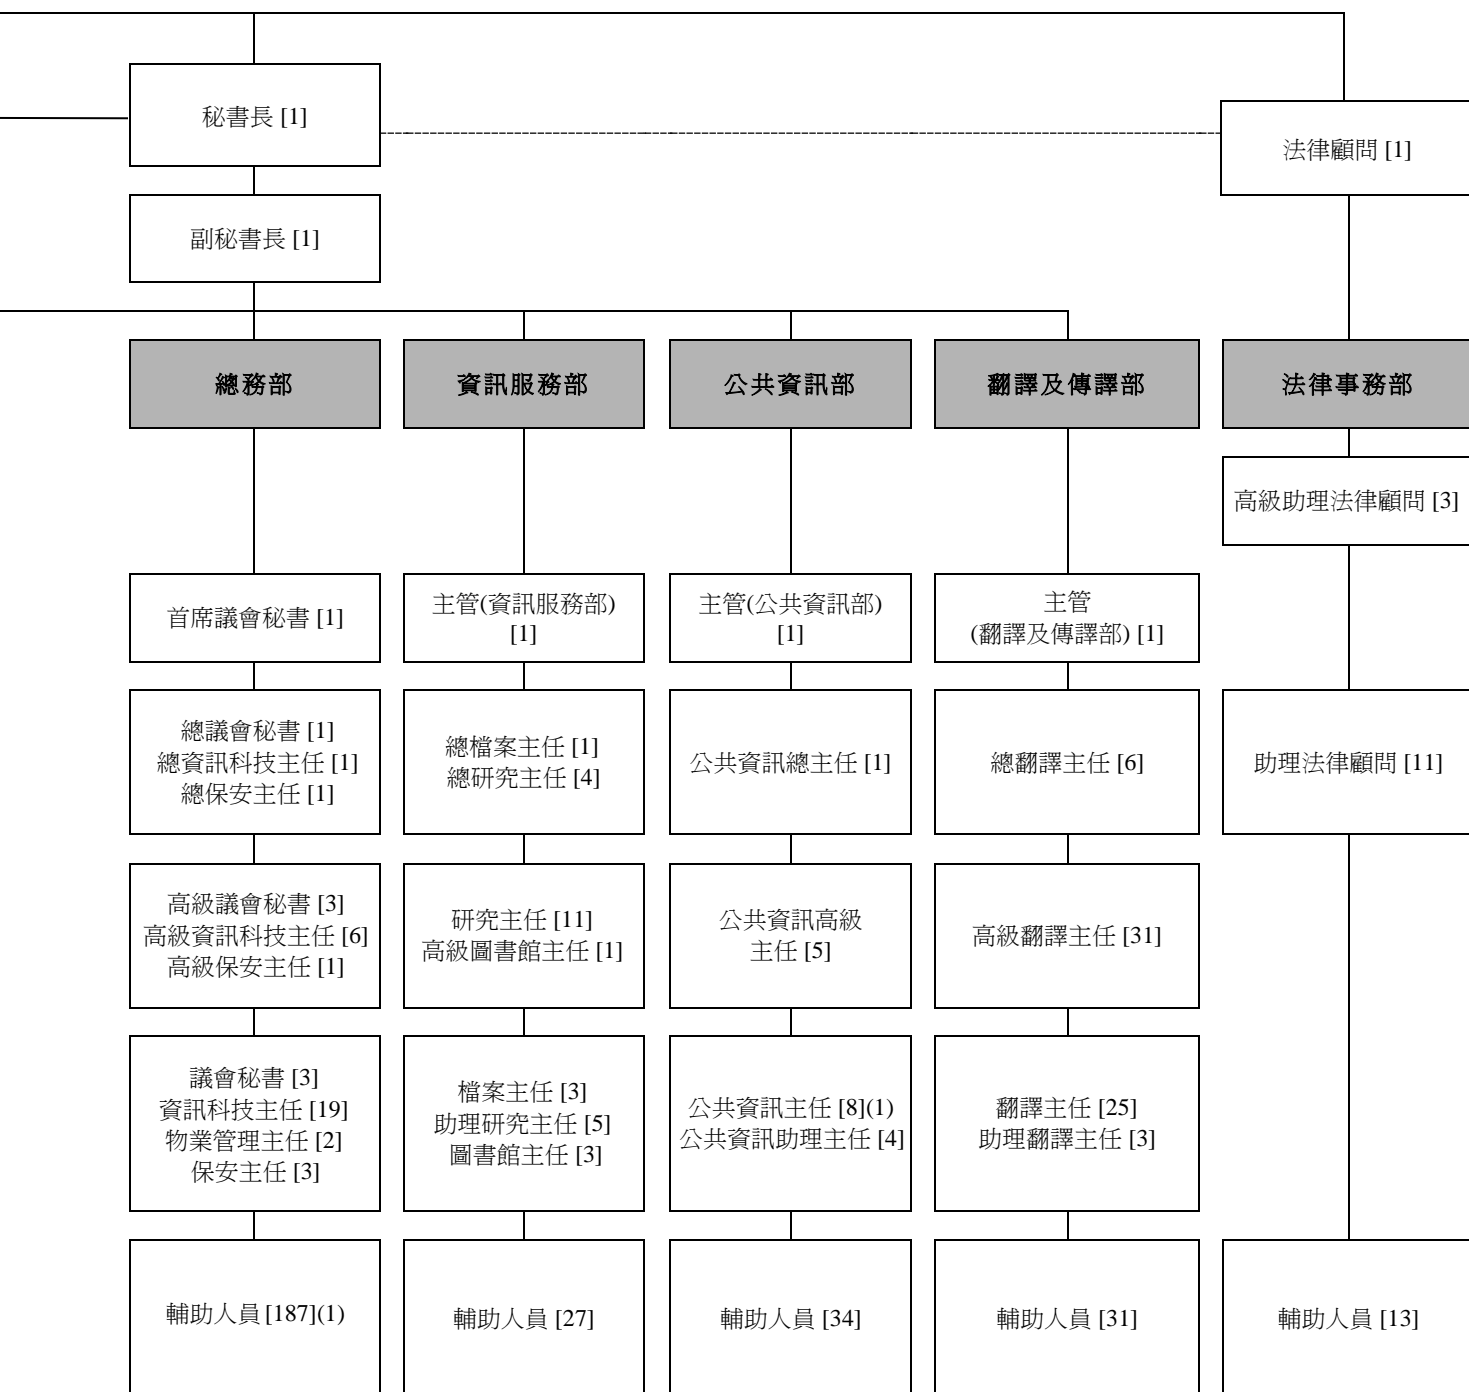 秘書長 [1]
法律顧問 [1]
副秘書長 [1]
總務部
資訊服務部
公共資訊部
翻譯及傳譯部
法律事務部
高級助理法律顧問 [3]
首席議會秘書 [1]
主管(資訊服務部)
[1]
主管(公共資訊部)
[1]
主管
(翻譯及傳譯部) [1]
總議會秘書 [1]
總資訊科技主任 [1]
總保安主任 [1]
總檔案主任 [1]
總研究主任 [4]
公共資訊總主任 [1]
總翻譯主任 [6]
助理法律顧問 [11]
高級議會秘書 [3]
高級資訊科技主任 [6]
高級保安主任 [1]
研究主任 [11]
高級圖書館主任 [1]
公共資訊高級
主任 [5]
高級翻譯主任 [31]
議會秘書 [3]
資訊科技主任 [19]
物業管理主任 [2]
保安主任 [3]
檔案主任 [3]
助理研究主任 [5]
圖書館主任 [3]
公共資訊主任 [8](1)
公共資訊助理主任 [4]
翻譯主任 [25]
助理翻譯主任 [3]
輔助人員 [187](1)
輔助人員 [27]
輔助人員 [34]
輔助人員 [31]
輔助人員 [13]